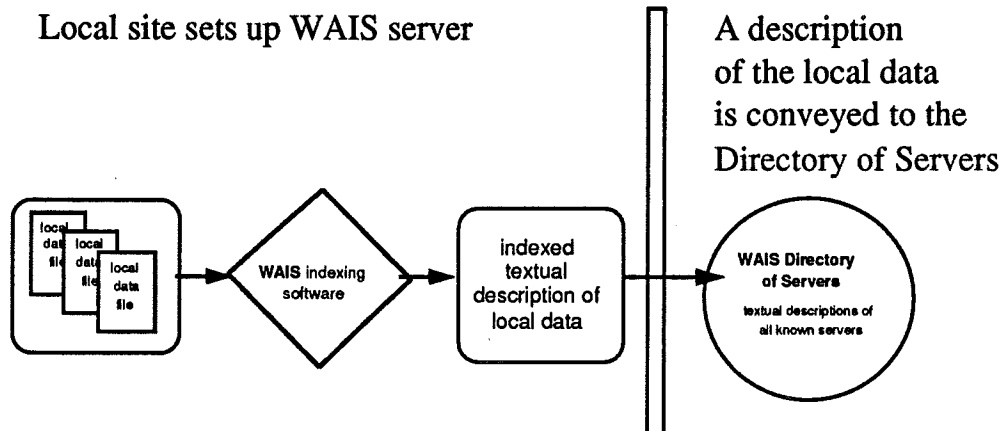 Local site sets up WAIS server
A description
of the local data
is conveyed to the
Directory of Servers
local
data
file
local
data
file
local
data
file
WAIS indexing
software
indexed
textual
description of
local data
WAIS Directory
of Servers
textual descriptions of
all known servers